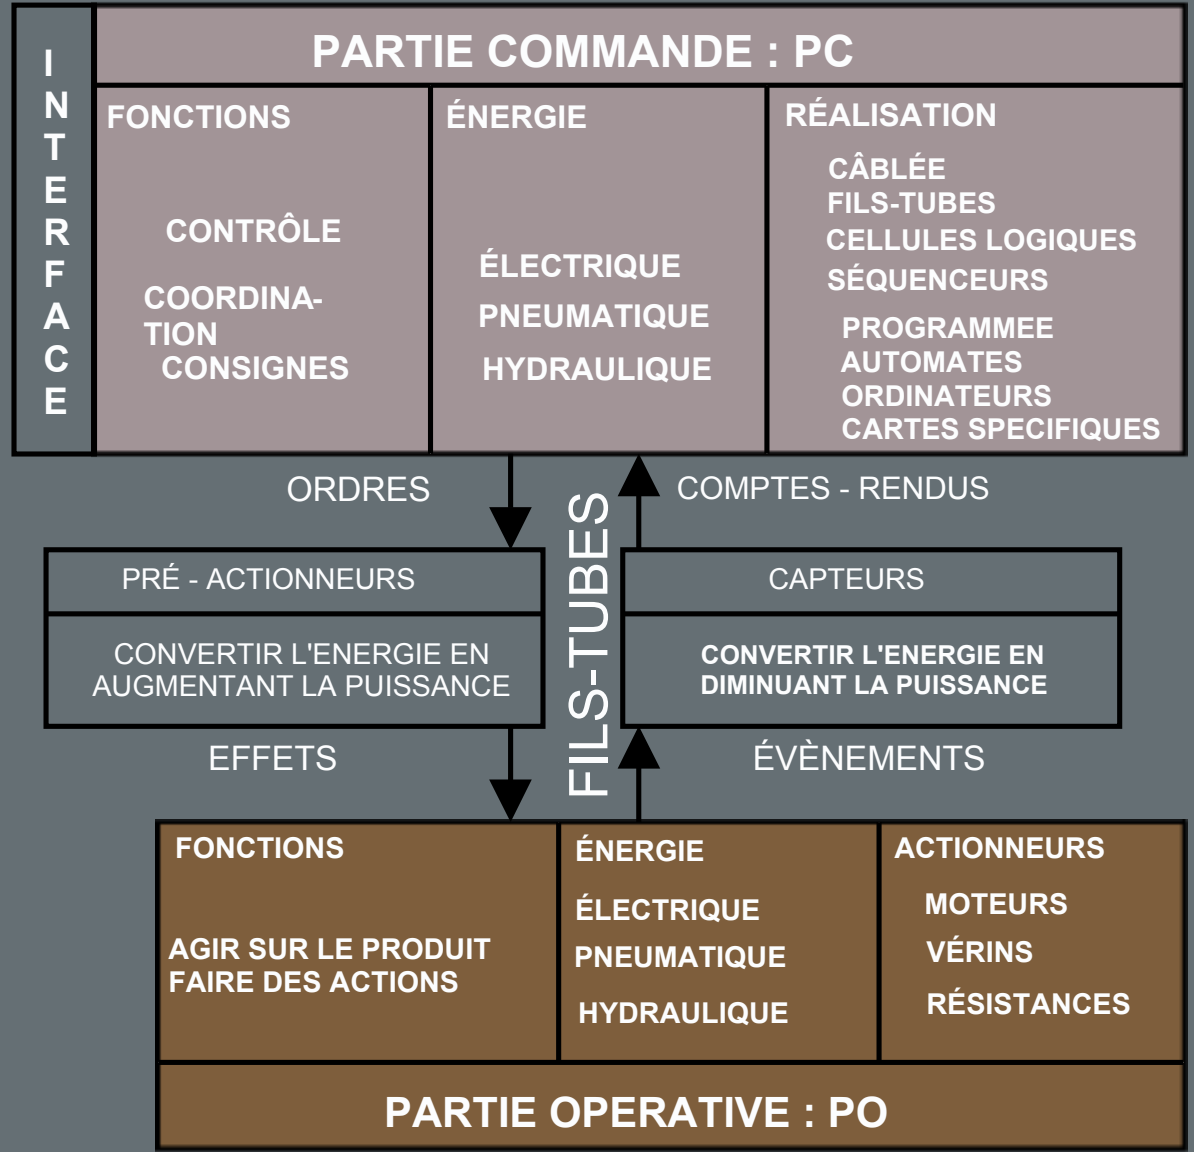 INTERFACE
PARTIE COMMANDE : PC
FONCTIONS
CONTRÔLE
COORDINA-
TION
CONSIGNES
ÉNERGIE
ÉLECTRIQUE
PNEUMATIQUE
HYDRAULIQUE
RÉALISATION
CÂBLÉE
FILS-TUBES
CELLULES LOGIQUES
SÉQUENCEURS
PROGRAMMEE
AUTOMATES
ORDINATEURS
CARTES SPECIFIQUES
ORDRES
COMPTES - RENDUS
PRÉ - ACTIONNEURS
CONVERTIR L'ENERGIE EN
AUGMENTANT LA PUISSANCE
FILS-TUBES
CAPTEURS
CONVERTIR L'ENERGIE EN
DIMINUANT LA PUISSANCE
EFFETS
ÉVÈNEMENTS
FONCTIONS
AGIR SUR LE PRODUIT
FAIRE DES ACTIONS
ÉNERGIE
ÉLECTRIQUE
PNEUMATIQUE
HYDRAULIQUE
ACTIONNEURS
MOTEURS
VÉRINS
RÉSISTANCES
PARTIE OPERATIVE : PO